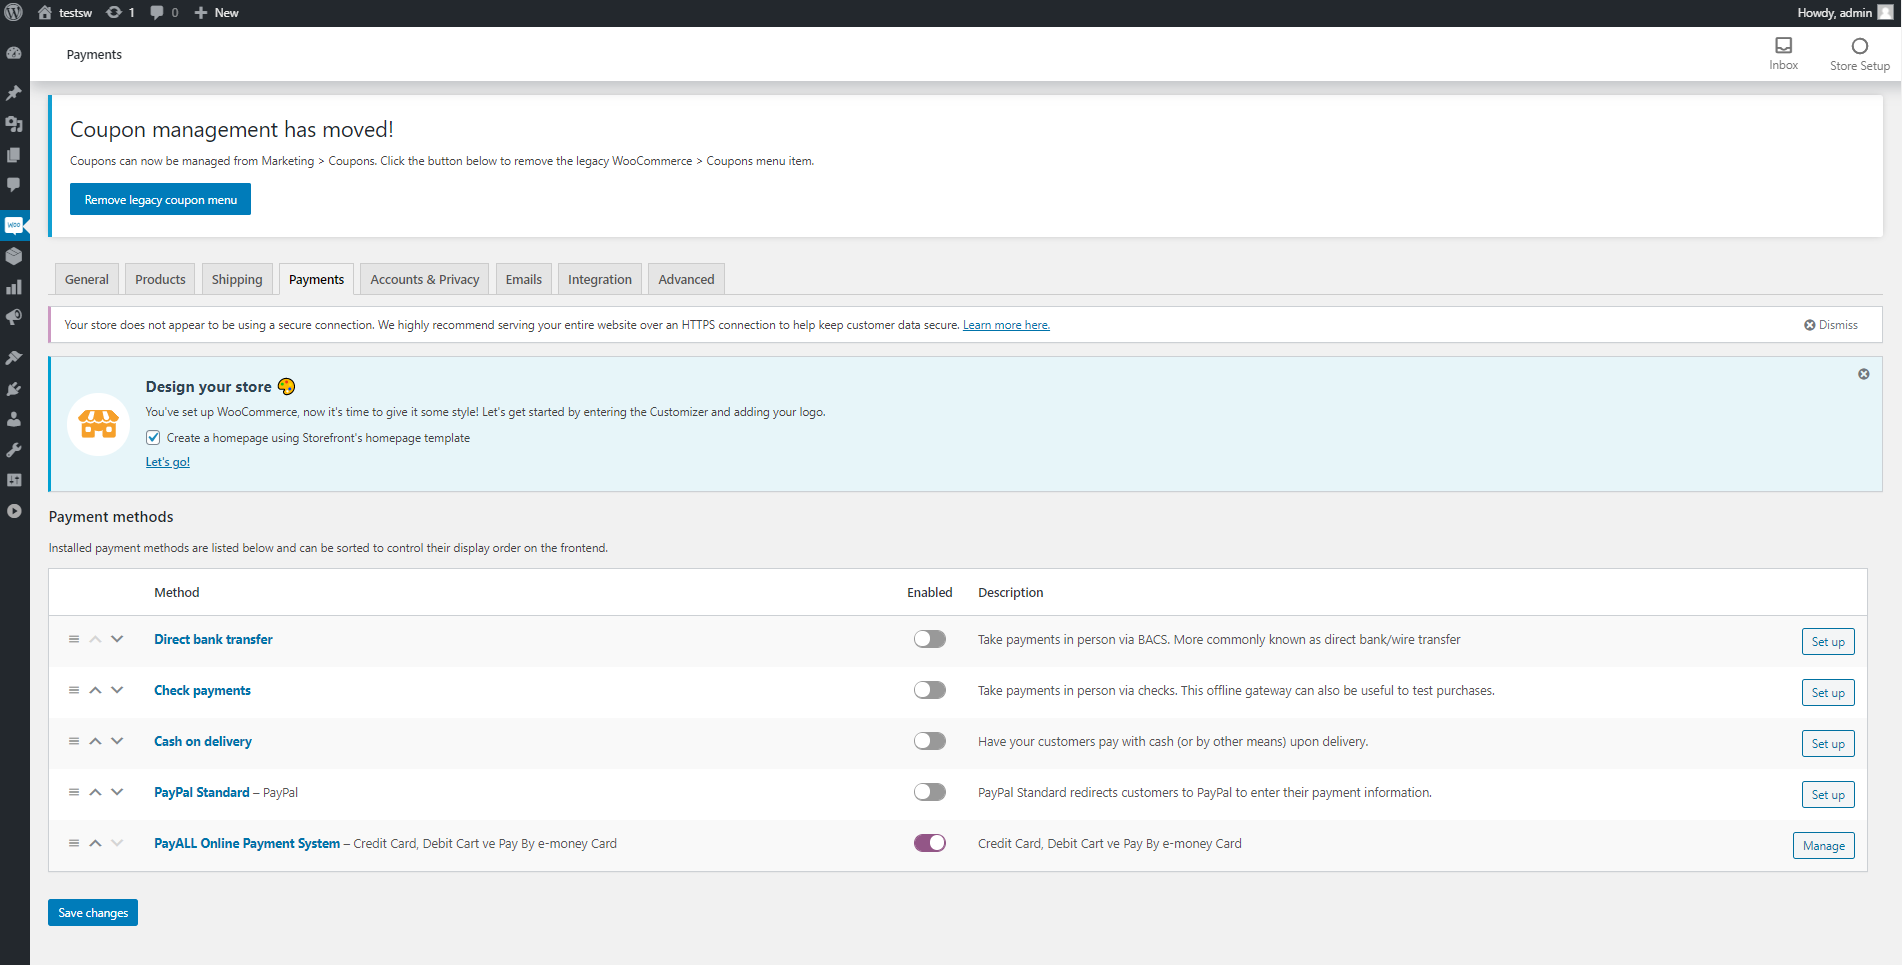 testsw 1 0 New Howdy, admin
Payments
Inbox
Store Setup
Coupon management has moved!
Coupons can now be managed from Marketing > Coupons. Click the button below to remove the legacy WooCommerce > Coupons menu item.
Remove legacy coupon menu
Woo
General Products Shipping Payments Accounts & Privacy Emails Integration Advanced
Your store does not appear to be using a secure connection. We highly recommend serving your entire website over an HTTPS connection to help keep customer data secure. Learn more here. Dismiss
Design your store
You've set up WooCommerce, now it's time to give it some style! Let's get started by entering the Customizer and adding your logo.
Create a homepage using Storefront's homepage template
Let's go!
Payment methods
Installed payment methods are listed below and can be sorted to control their display order on the frontend.
Method Enabled Description
Direct bank transfer Take payments in person via BACS. More commonly known as direct bank/wire transfer Set up
Check payments Take payments in person via checks. This offline gateway can also be useful to test purchases. Set up
Cash on delivery Have your customers pay with cash (or by other means) upon delivery. Set up
PayPal Standard – PayPal PayPal Standard redirects customers to PayPal to enter their payment information. Set up
PayALL Online Payment System – Credit Card, Debit Cart ve Pay By e-money Card Credit Card, Debit Cart ve Pay By e-money Card Manage
Save changes